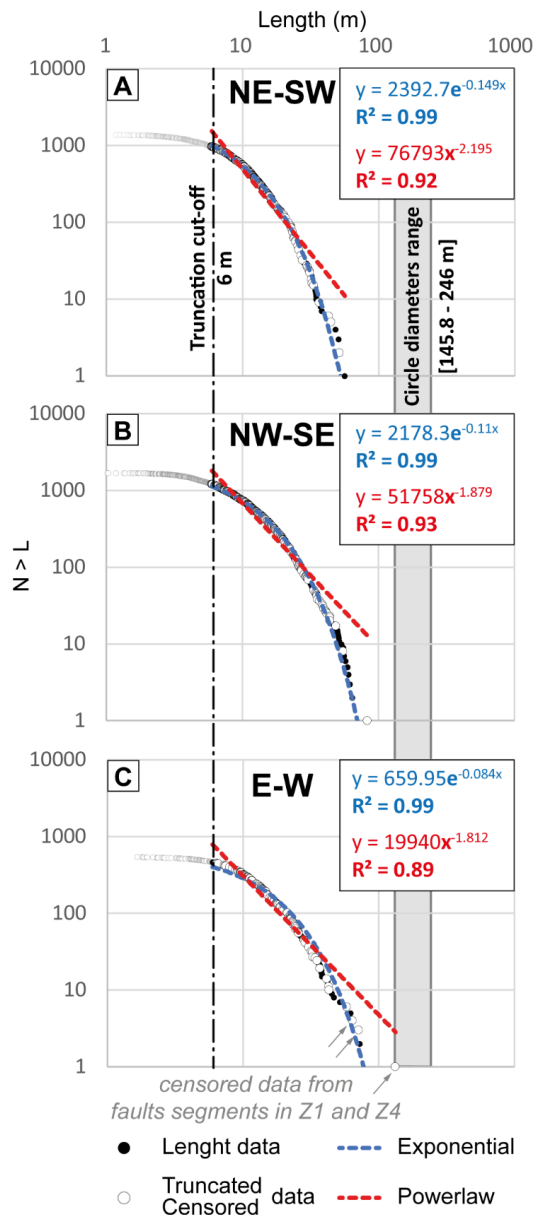 Length (m)
1 10 100 1000
10000
1000
100
10
1
A
NE-SW
y = 2392.7e^-0.149x
R² = 0.99
y = 76793x^-2.195
R² = 0.92
Truncation cut-off
6 m
Circle diameters range
[145.8 - 246 m]
10000
1000
100
10
1
B
NW-SE
y = 2178.3e^-0.11x
R² = 0.99
y = 51758x^-1.879
R² = 0.93
N > L
10000
1000
100
10
1
C
E-W
y = 659.95e^-0.084x
R² = 0.99
y = 19940x^-1.812
R² = 0.89
censored data from
faults segments in Z1 and Z4
Lenght data
Exponential
Truncated
Censored data
Powerlaw